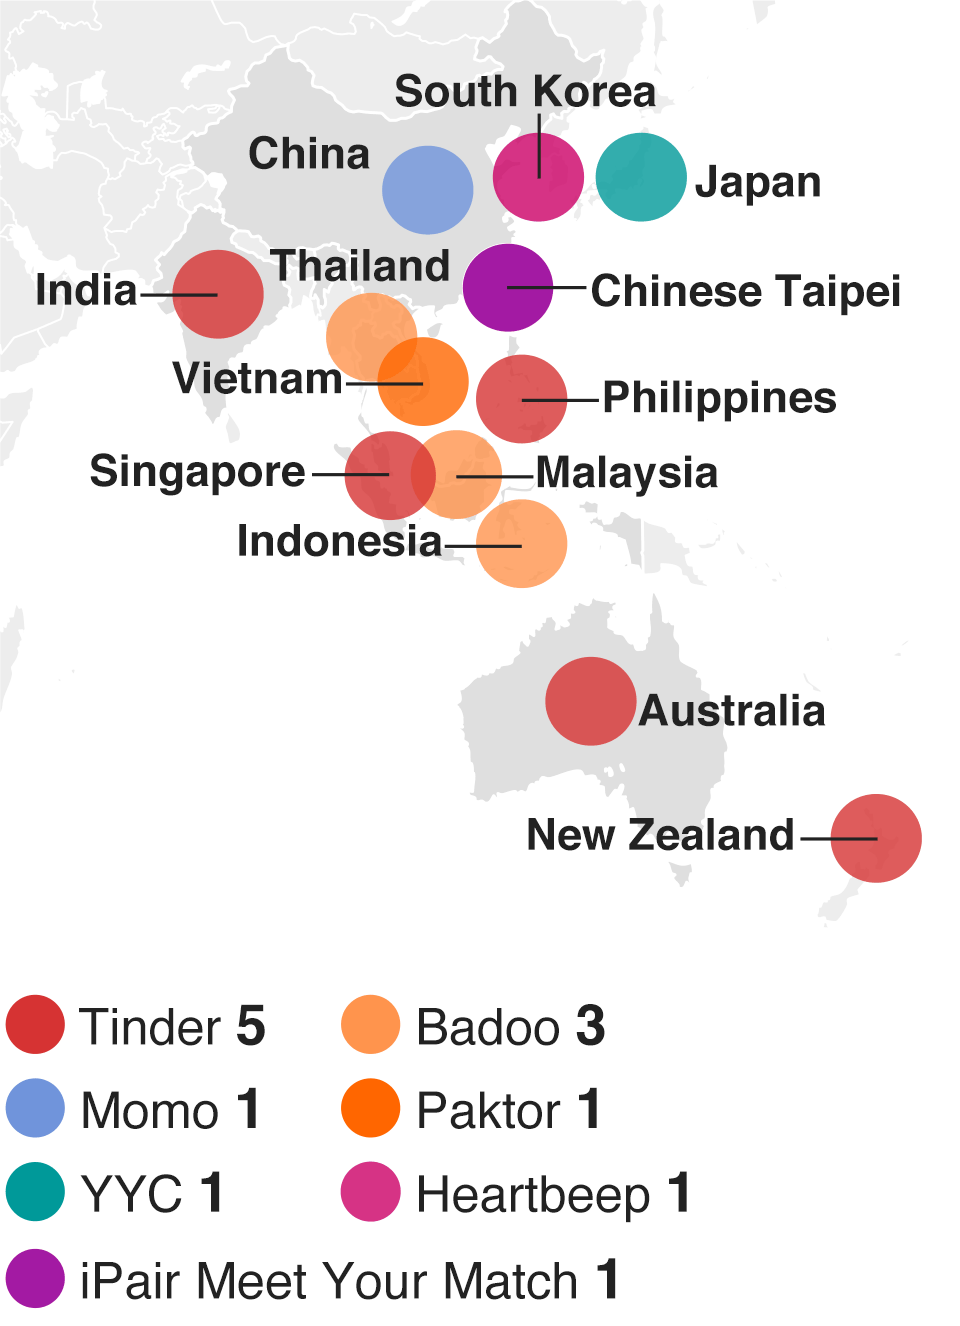 South Korea
China
Japan
Thailand
India
Chinese Taipei
Vietnam
Philippines
Singapore
Malaysia
Indonesia
Australia
New Zealand
Tinder 5
Badoo 3
Momo 1
Paktor 1
YYC 1
Heartbeep 1
iPair Meet Your Match 1